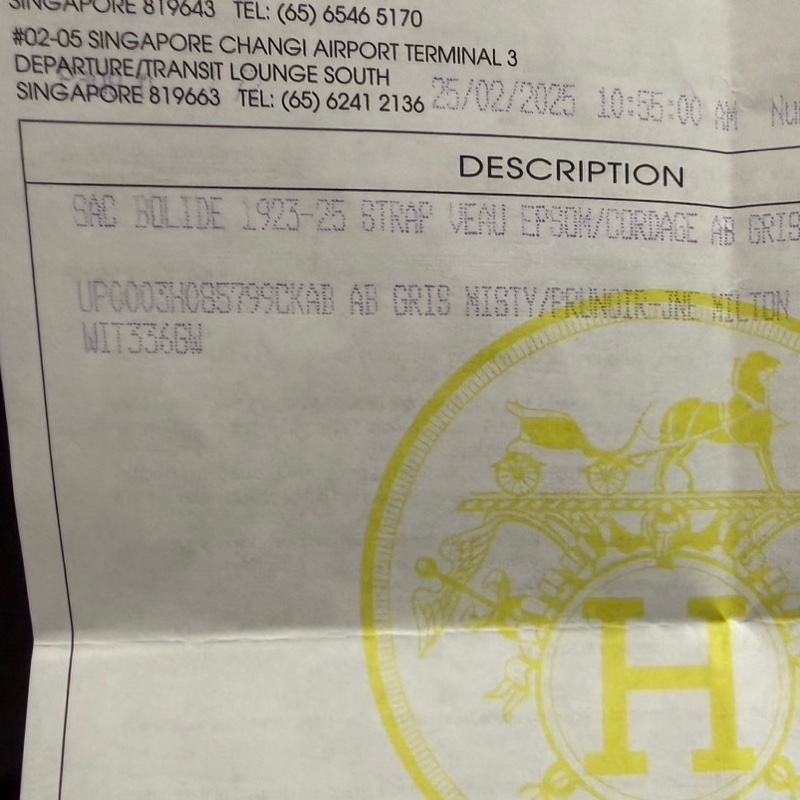 SINGAPORE 819643 TEL: (65) 6546 5170
#02-05 SINGAPORE CHANGI AIRPORT TERMINAL 3
DEPARTURE/TRANSIT LOUNGE SOUTH
SINGAPORE 819663 TEL: (65) 6241 2136 25/02/2025 10:55:00 AM
DESCRIPTION
SAC BOLIDE 1923-25 STRAP VEAU EPSOM/CORDAGE AB GRIS
AB GRIS MISTY/PRUNOIR-JNE MILTON
WIT336GW
H